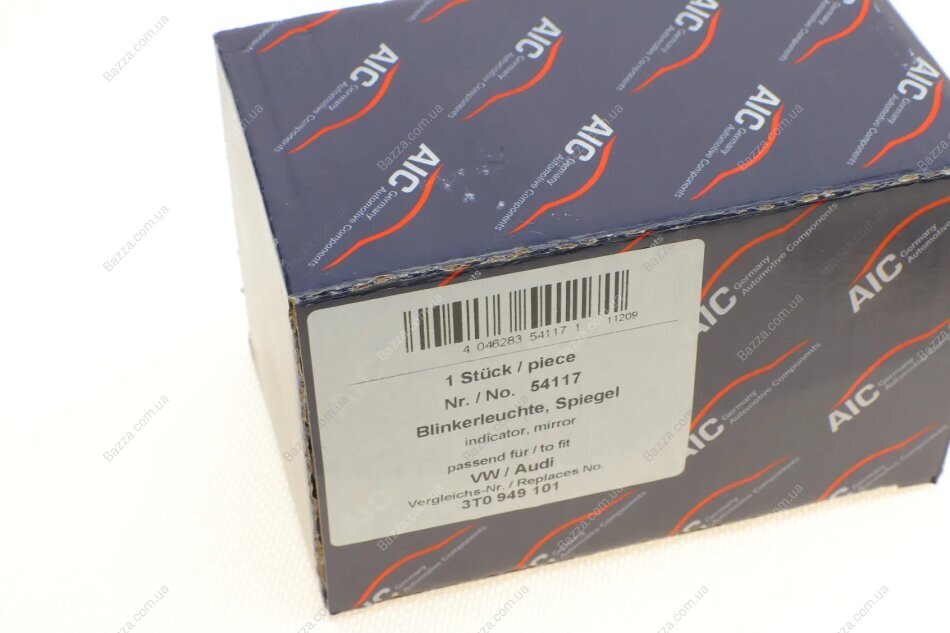 AIC Germany
Automotive Components
4 046283 54117 1 11209
1 Stück / piece
Nr. / No. 54117
Blinkerleuchte, Spiegel
indicator, mirror
passend für / to fit
VW / Audi
Vergleichs-Nr. / Replaces No.
3T0 949 101
Bazza.com.ua